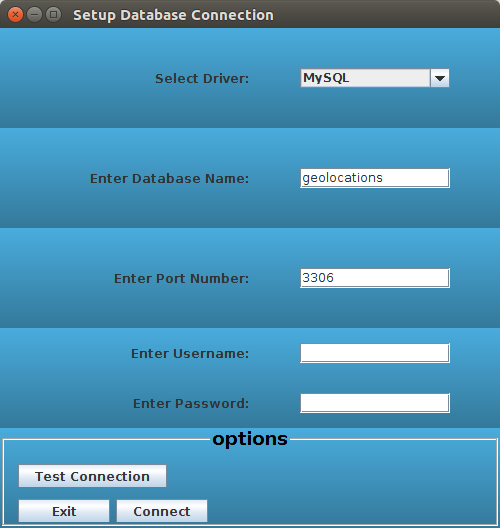 Setup Database Connection
Select Driver: MySQL
Enter Database Name: geolocations
Enter Port Number: 3306
Enter Username:
Enter Password:
options
Test Connection
Exit Connect